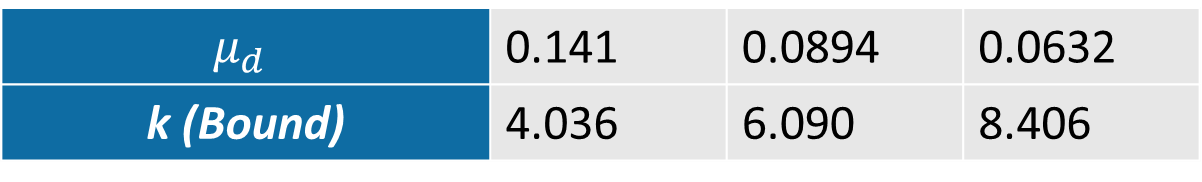 μd 0.141 0.0894 0.0632
k (Bound) 4.036 6.090 8.406